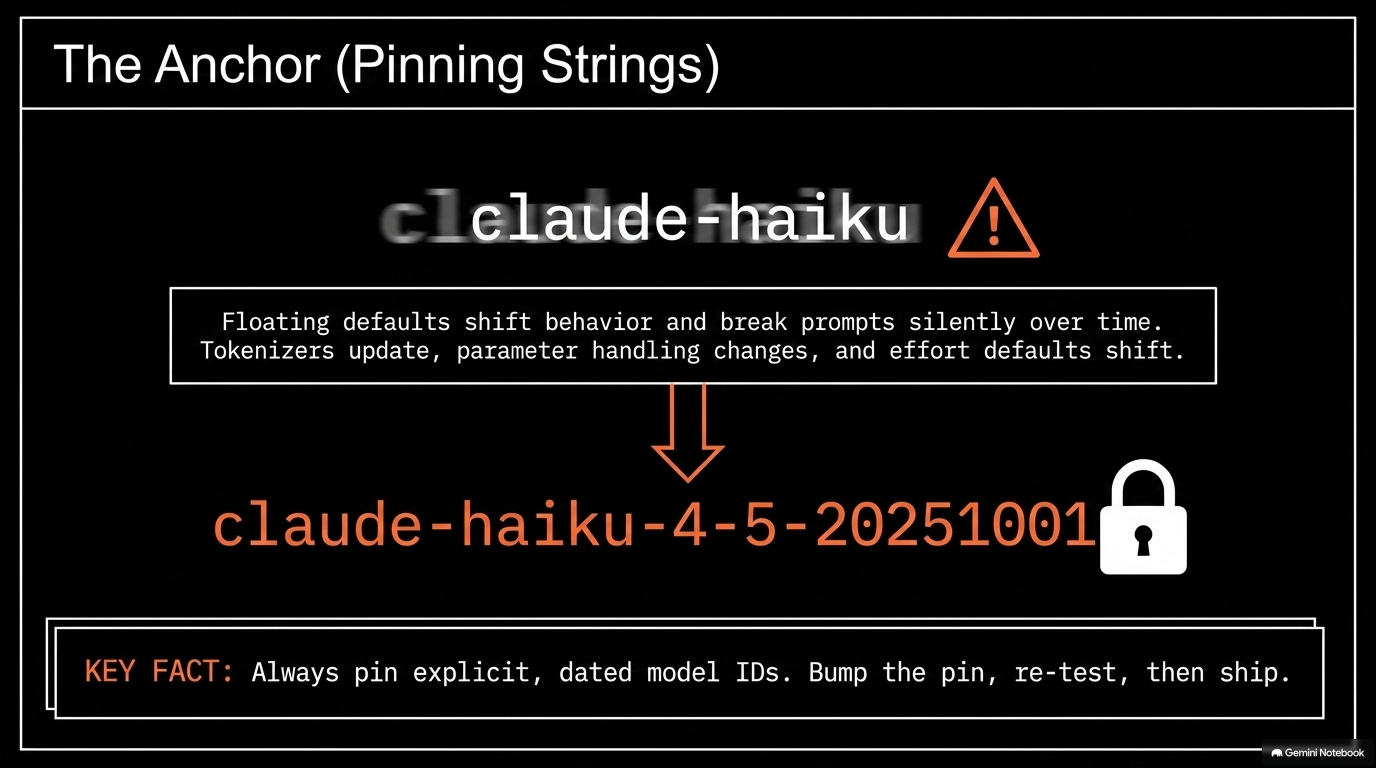 The Anchor (Pinning Strings)
claude-haiku
Floating defaults shift behavior and break prompts silently over time.
Tokenizers update, parameter handling changes, and effort defaults shift.
claude-haiku-4-5-20251001
KEY FACT: Always pin explicit, dated model IDs. Bump the pin, re-test, then ship.
Gemini Notebook